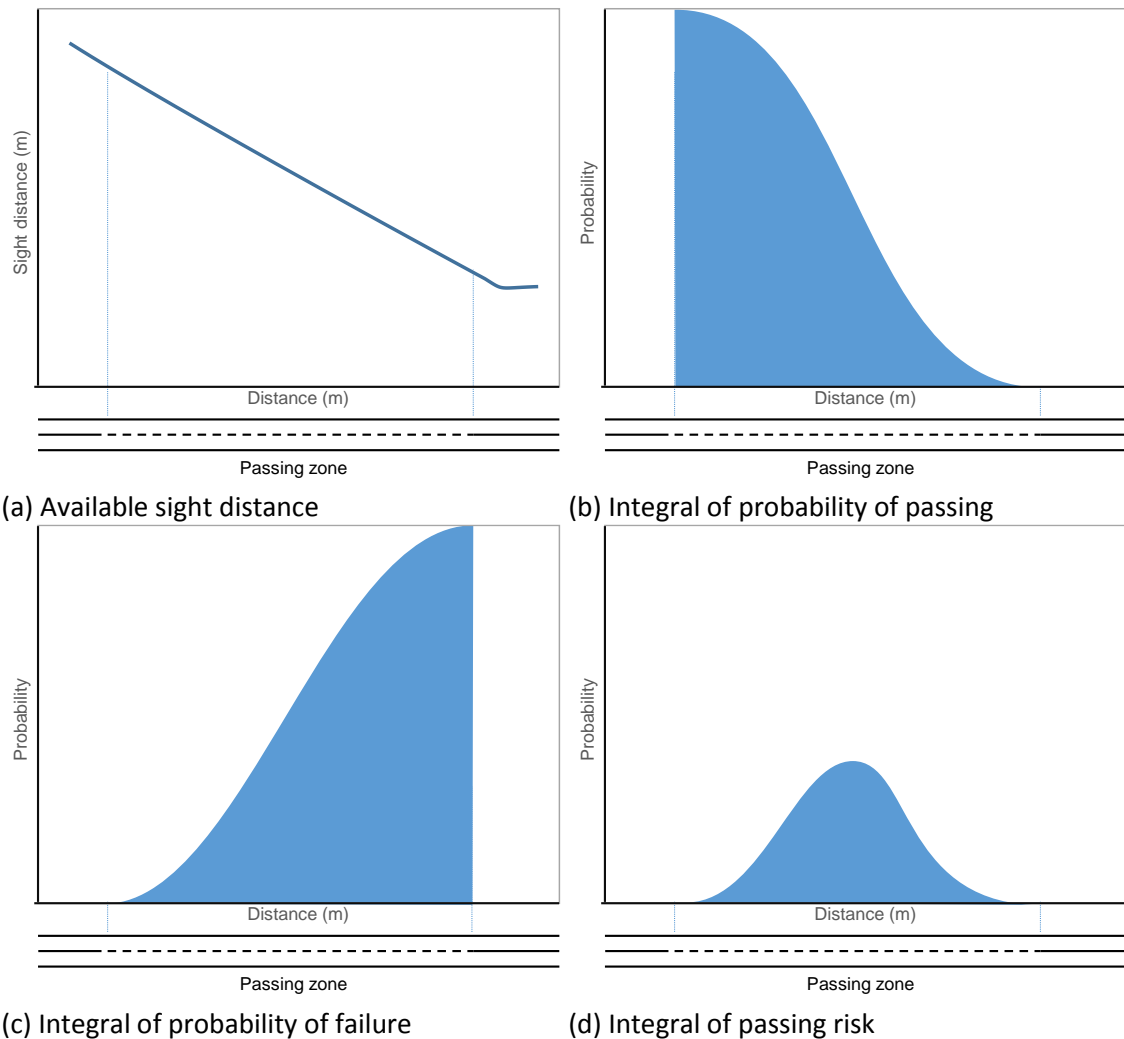 Sight distance (m)
Distance (m)
Passing zone
(a) Available sight distance
Probability
Distance (m)
Passing zone
(b) Integral of probability of passing
Probability
Distance (m)
Passing zone
(c) Integral of probability of failure
Probability
Distance (m)
Passing zone
(d) Integral of passing risk